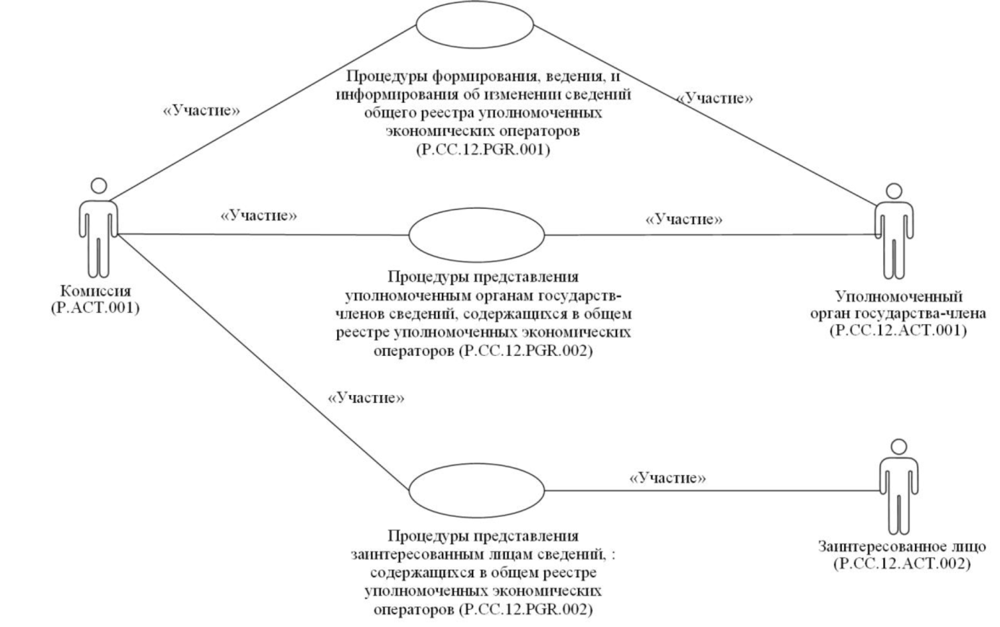 Процедуры формирования, ведения, и
информирования об изменении сведений
общего реестра уполномоченных
экономических операторов
(P.CC.12.PGR.001)
«Участие»
«Участие»
«Участие»
«Участие»
Комиссия
(P.ACT.001)
Процедуры представления
уполномоченным органам государств-
членов сведений, содержащихся в общем
реестре уполномоченных экономических
операторов (P.CC.12.PGR.002)
Уполномоченный
орган государства-члена
(P.CC.12.ACT.001)
«Участие»
«Участие»
Процедуры представления
заинтересованным лицам сведений, :
содержащихся в общем реестре
уполномоченных экономических
операторов (P.CC.12.PGR.002)
Заинтересованное лицо
(P.CC.12.ACT.002)